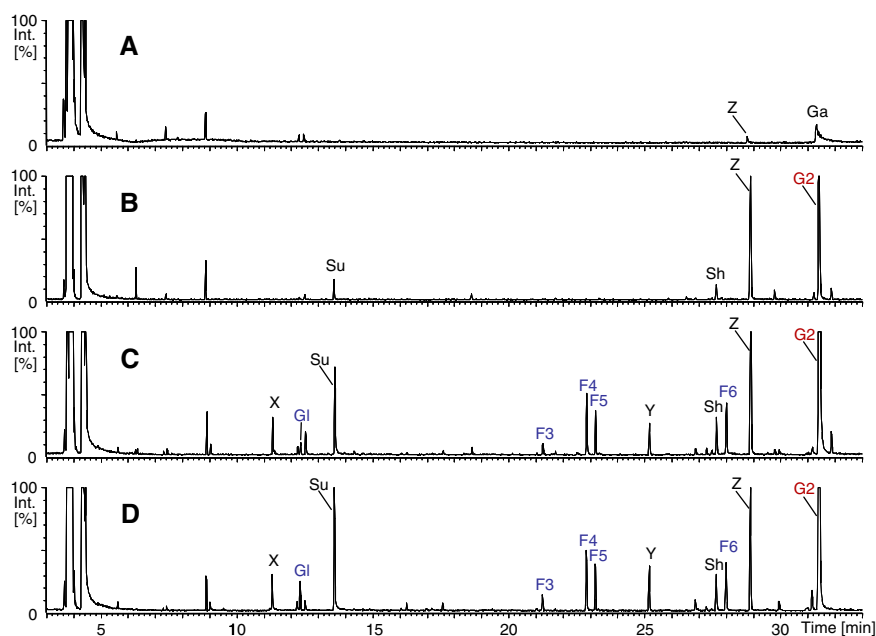 100
Int.
[%]
A
Z
Ga
0
100
Int.
[%]
B
Su
Sh
Z
G2
0
100
Int.
[%]
C
X
Gl
Su
F3
F4
F5
Y
Sh
F6
Z
G2
0
100
Int.
[%]
D
X
Gl
Su
F3
F4
F5
Y
Sh
F6
Z
G2
0
5 10 15 20 25 30 Time [min]